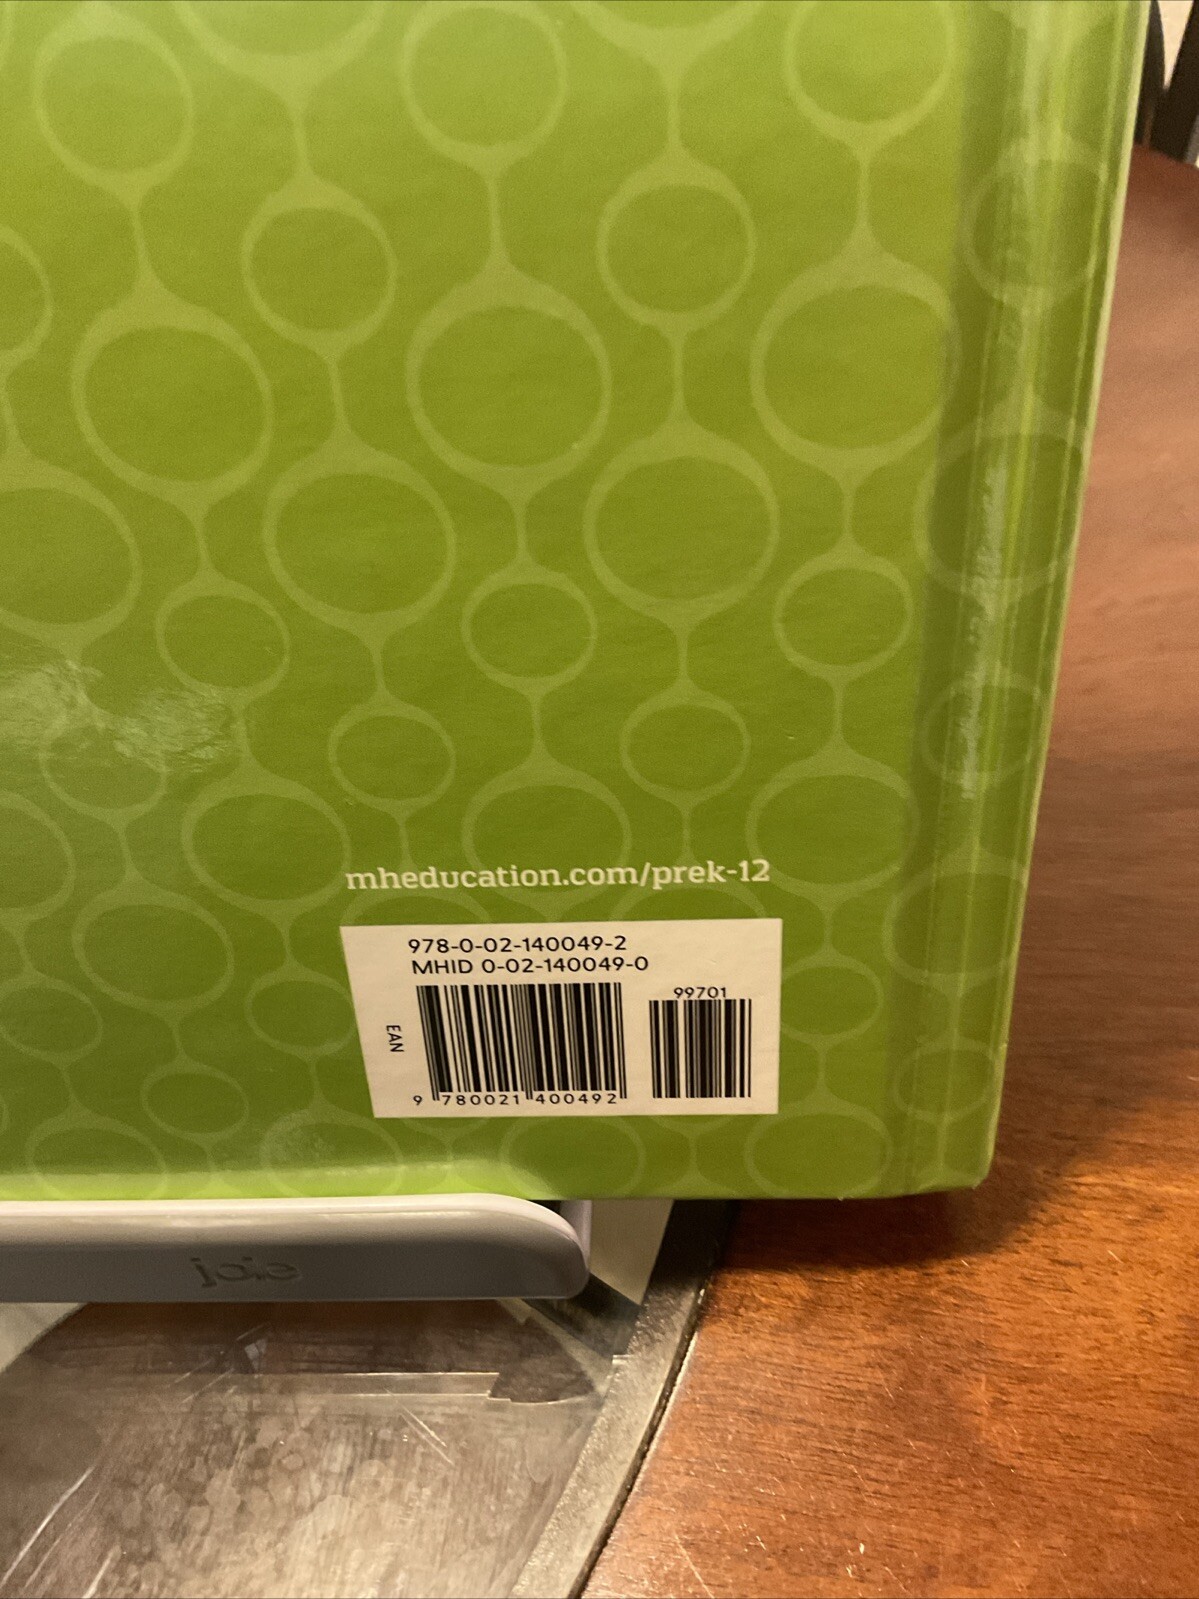 mheducation.com/prek-12
978-0-02-140049-2
MHID 0-02-140049-0
99701
EAN
9 780021 400492
joie